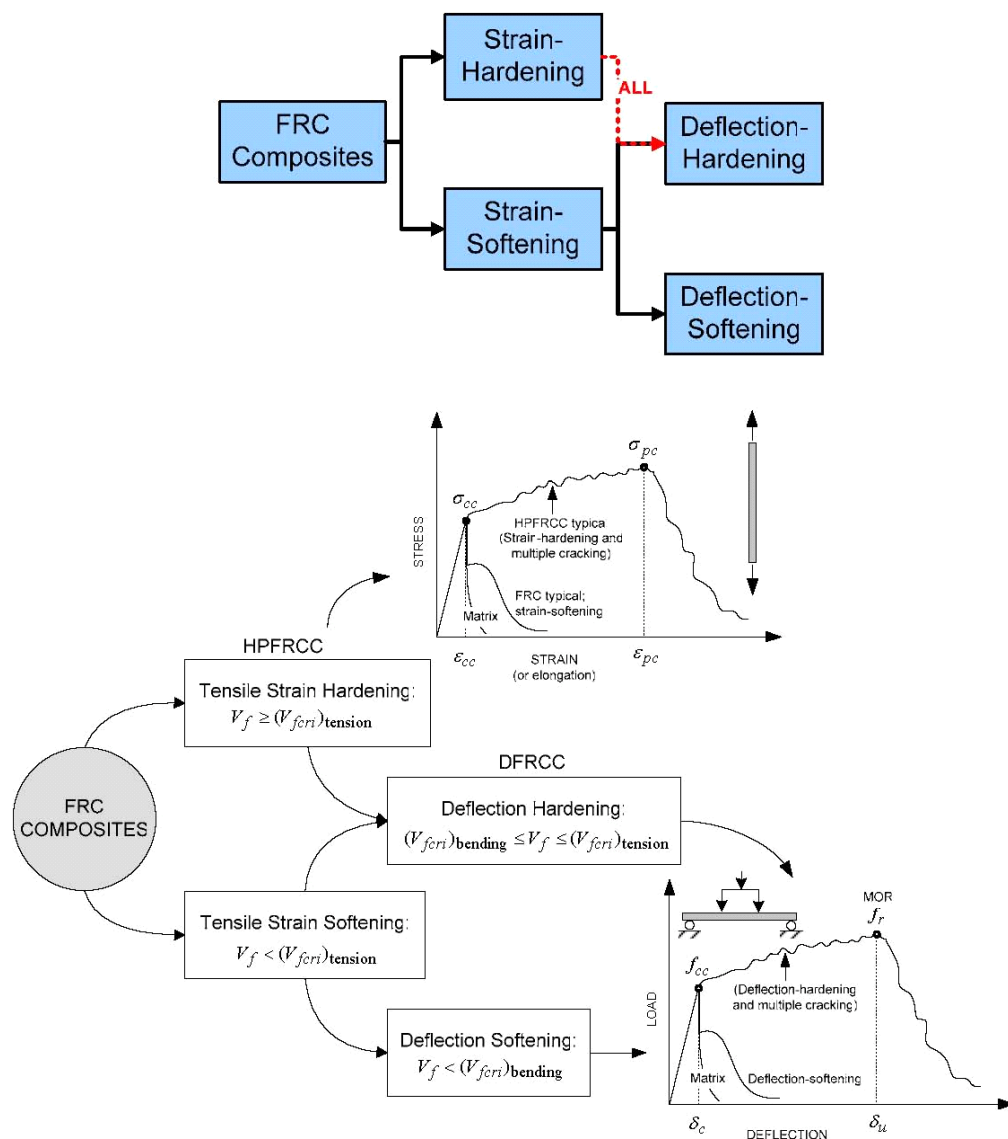 Strain-
Hardening
ALL
FRC
Composites
Deflection-
Hardening
Strain-
Softening
Deflection-
Softening
σpc
σcc
HPFRCC typica
(Strain-hardening and
multiple cracking)
STRESS
FRC typical;
strain-softening
Matrix
εcc
STRAIN
(or elongation)
εpc
HPFRCC
Tensile Strain Hardening:
Vf ≥ (Vfcri)tension
DFRCC
FRC
COMPOSITES
Deflection Hardening:
(Vfcri)bending ≤ Vf ≤ (Vfcri)tension
Tensile Strain Softening:
Vf < (Vfcri)tension
Deflection Softening:
Vf < (Vfcri)bending
MOR
fr
fcc
(Deflection-hardening
and multiple cracking)
LOAD
Deflection-softening
Matrix
δc
DEFLECTION
δu